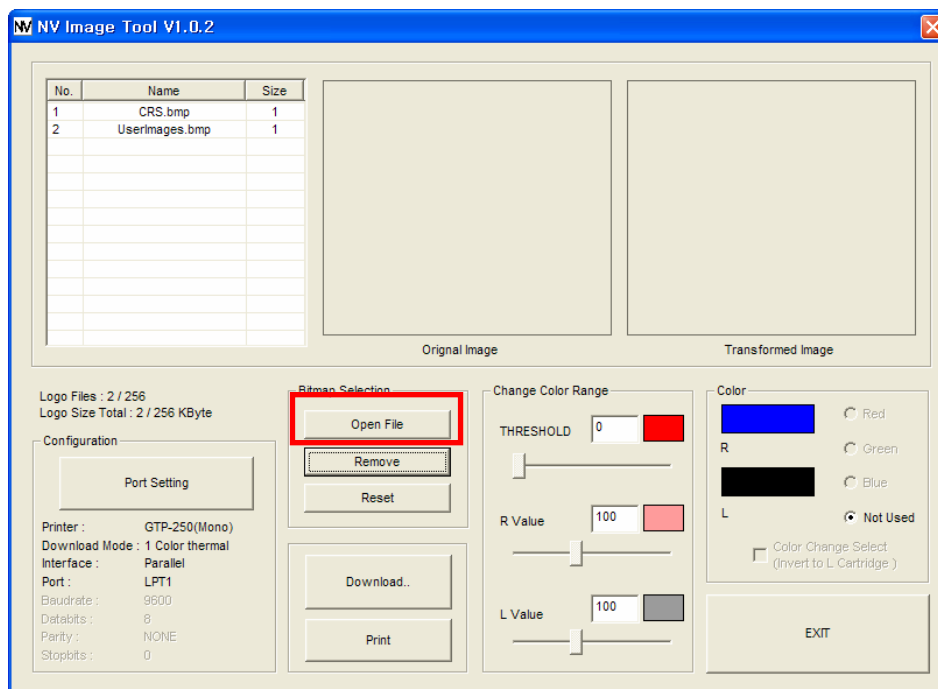 NV Image Tool V1.0.2
No. Name Size
1 CRS.bmp 1
2 UserImages.bmp 1
Orignal Image
Transformed Image
Logo Files : 2 / 256
Logo Size Total : 2 / 256 KByte
Configuration
Port Setting
Printer : GTP-250(Mono)
Download Mode : 1 Color thermal
Interface : Parallel
Port : LPT1
Baudrate : 9600
Databits : 8
Parity : NONE
Stopbits : 0
Bitmap Selection
Open File
Remove
Reset
Download..
Print
Change Color Range
THRESHOLD 0
R Value 100
L Value 100
Color
R
L
Red
Green
Blue
Not Used
Color Change Select
(Invert to L Cartridge )
EXIT